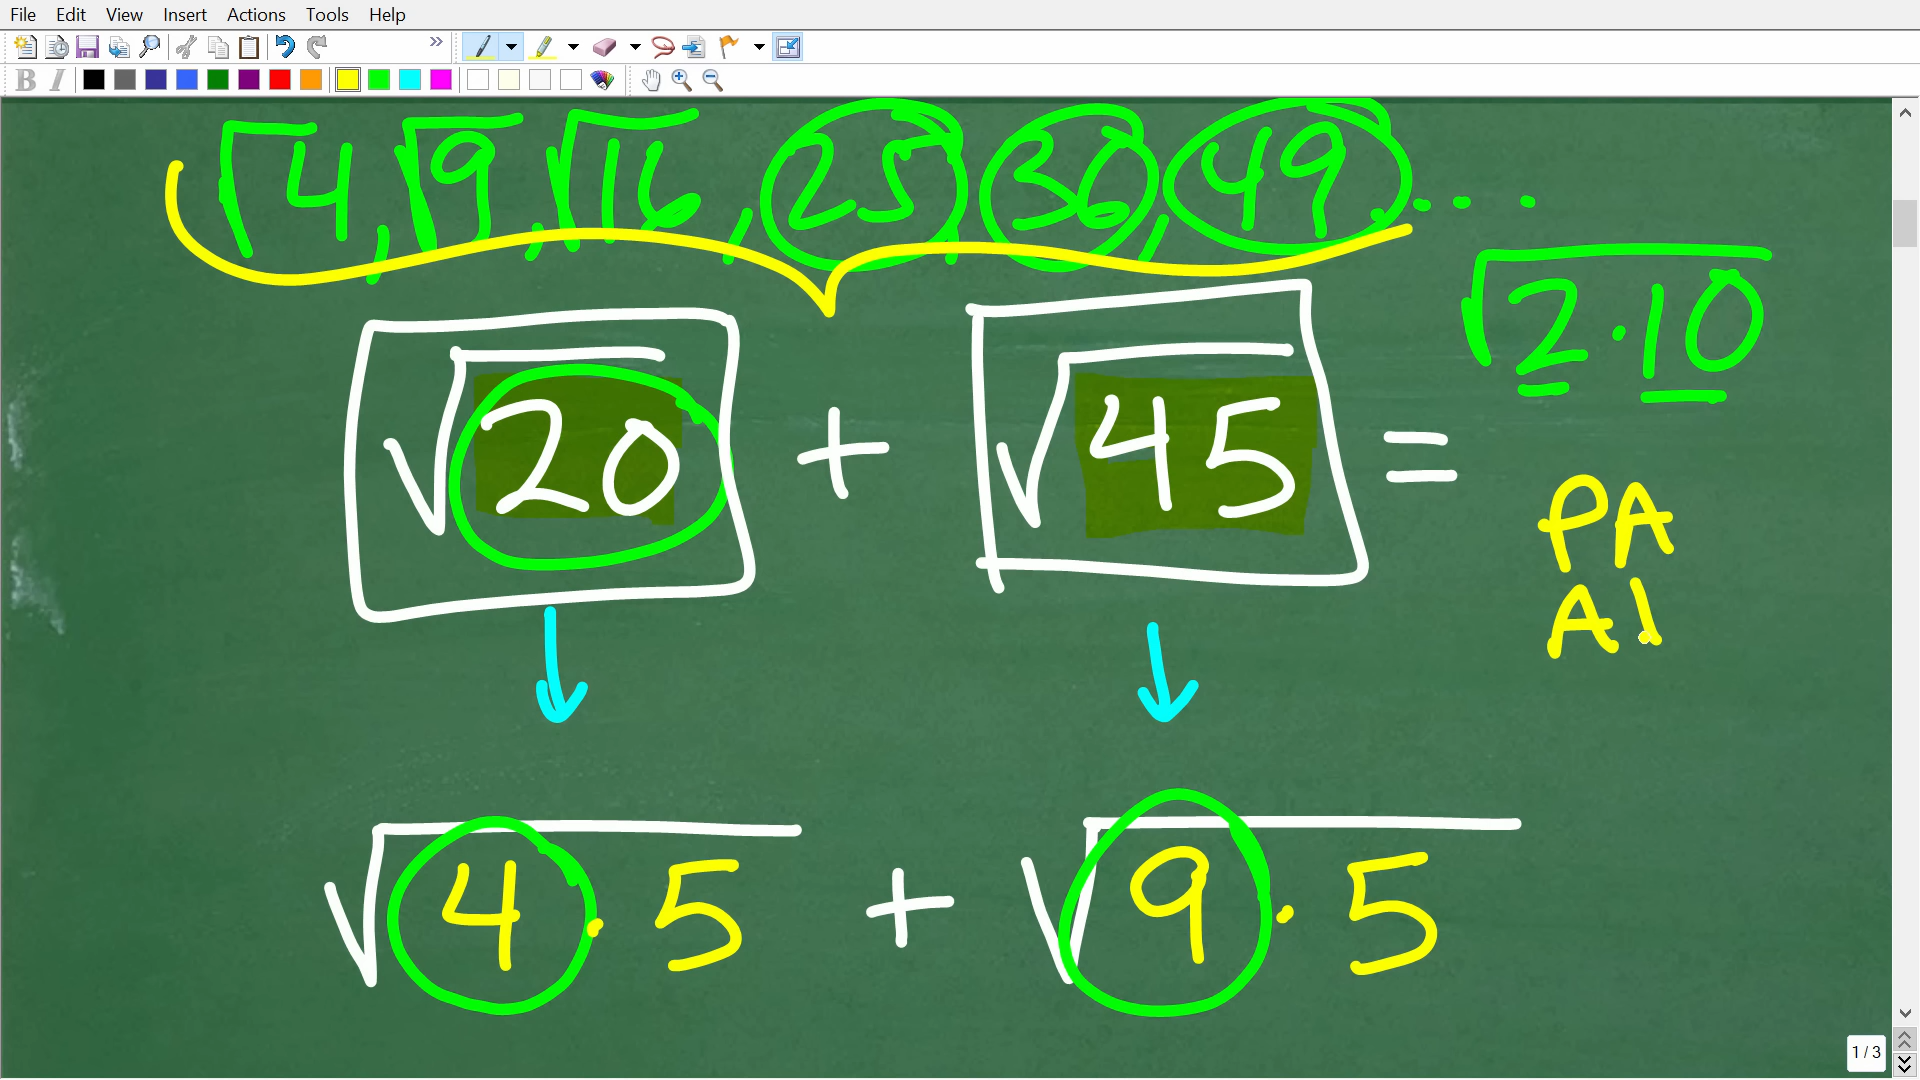 File Edit View Insert Actions Tools Help
B I
√4, √9, √16, 25, 36, 49 . . . .
√2·10
√20 + √45 =
PA
A
√4·5 + √9·5
1 / 3